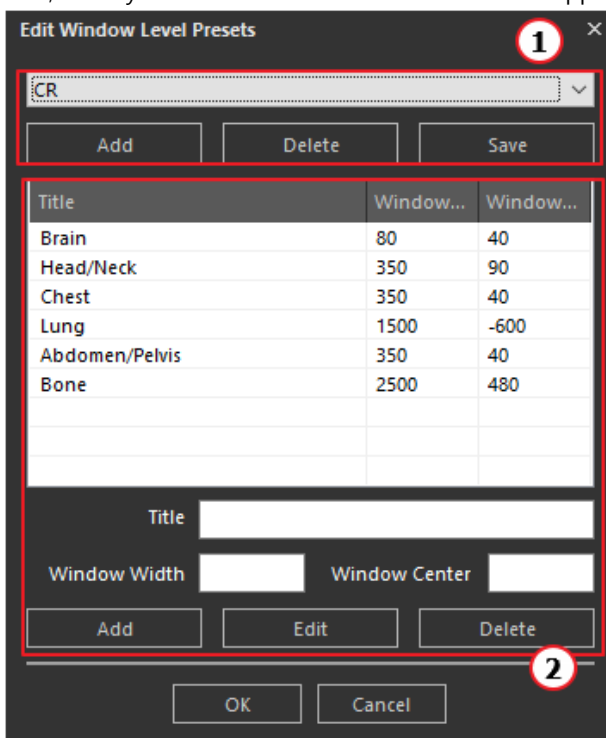 Edit Window Level Presets
1
CR
Add Delete Save
Title Window... Window...
Brain 80 40
Head/Neck 350 90
Chest 350 40
Lung 1500 -600
Abdomen/Pelvis 350 40
Bone 2500 480
Title
Window Width Window Center
Add Edit Delete
2
OK Cancel